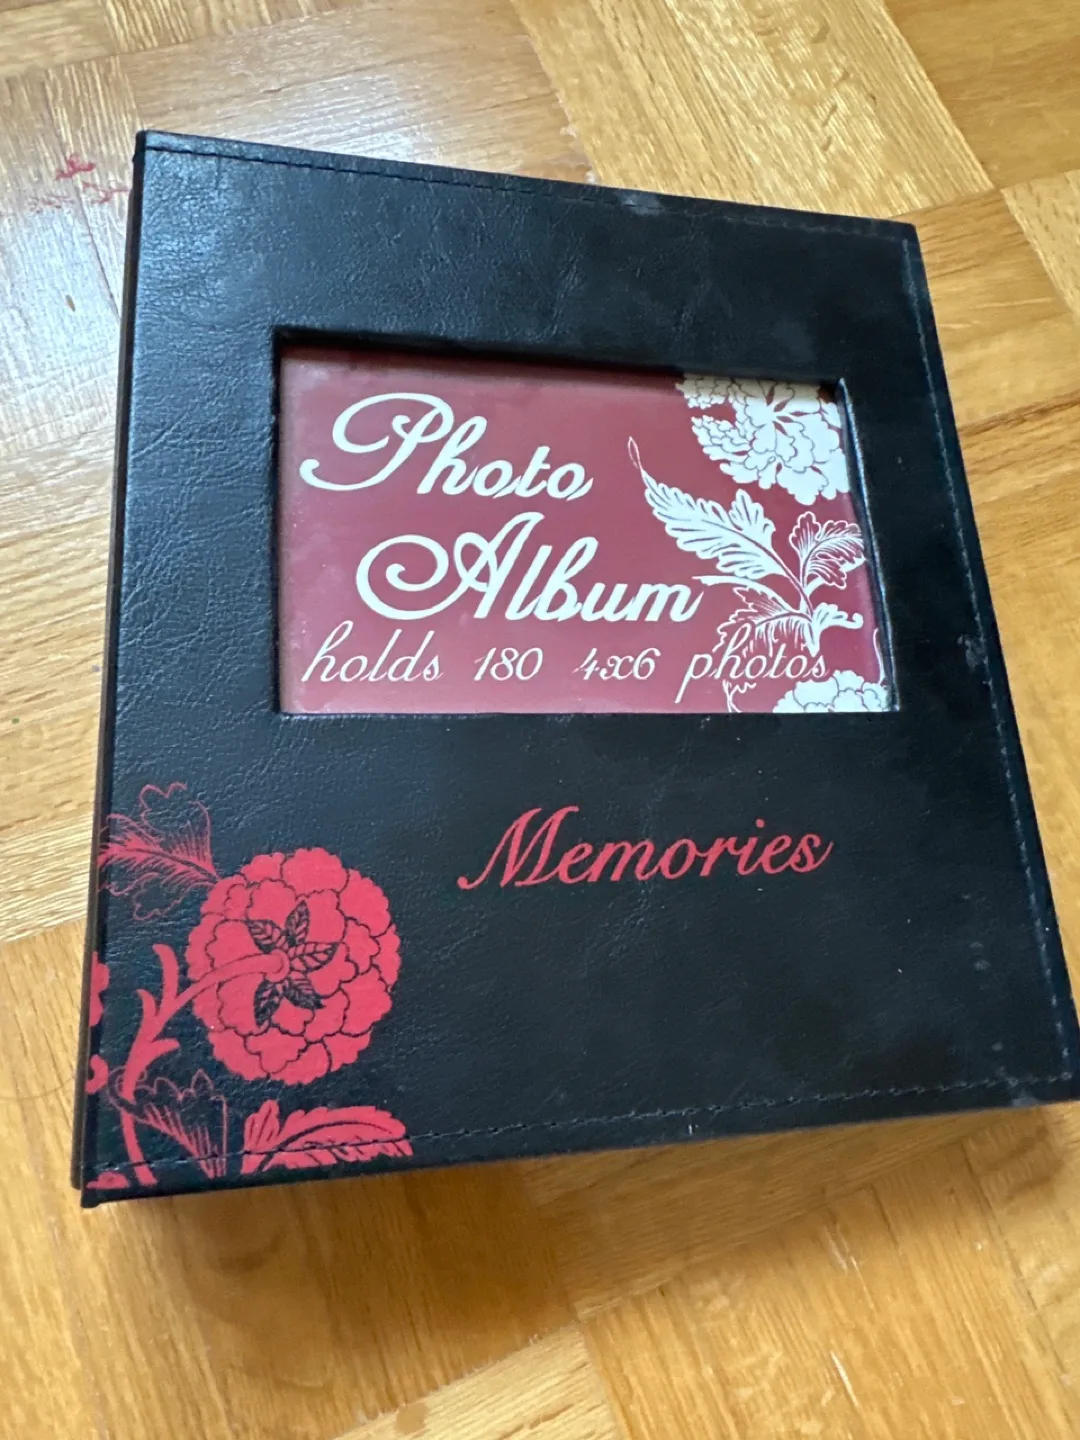 Photo
Album
holds 180 4x6 photos
Memories